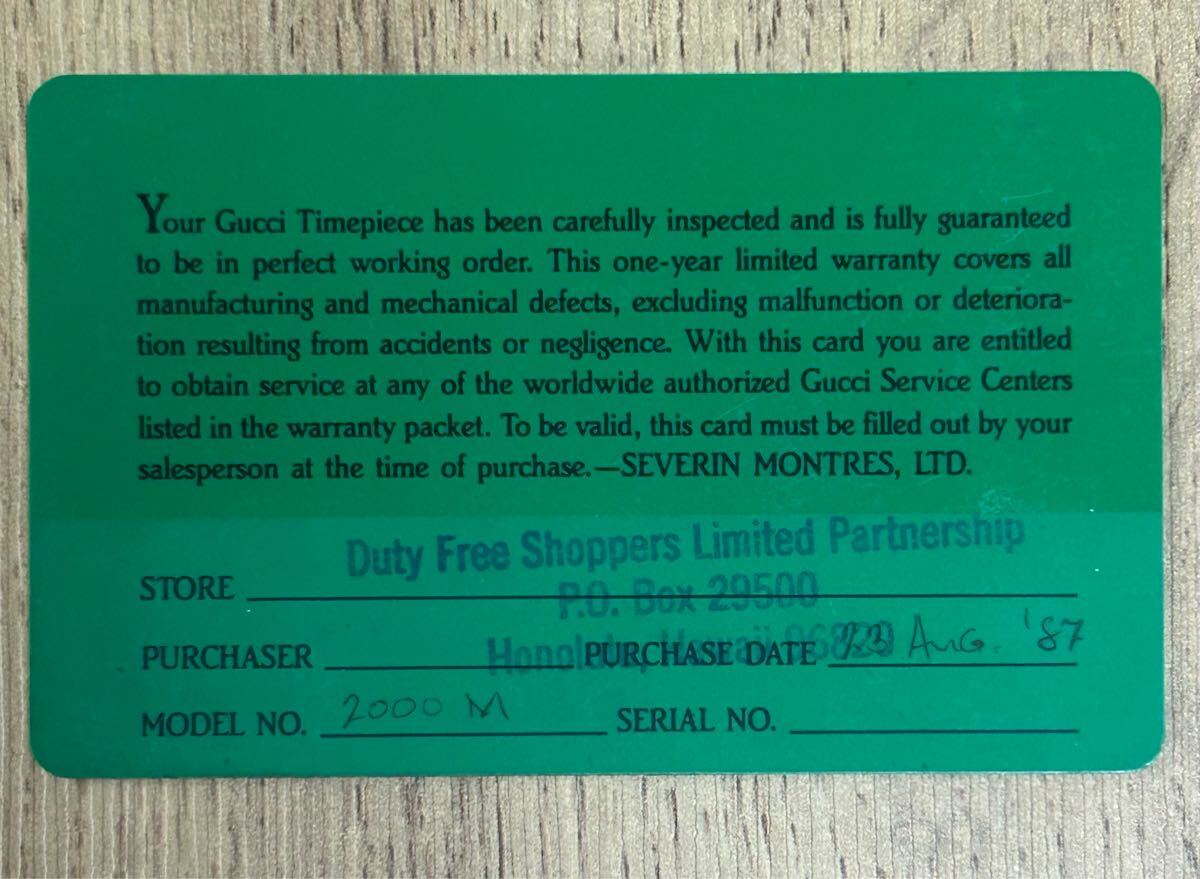 Your Gucci Timepiece has been carefully inspected and is fully guaranteed
to be in perfect working order. This one-year limited warranty covers all
manufacturing and mechanical defects, excluding malfunction or deteriora-
tion resulting from accidents or negligence. With this card you are entitled
to obtain service at any of the worldwide authorized Gucci Service Centers
listed in the warranty packet. To be valid, this card must be filled out by your
salesperson at the time of purchase.—SEVERIN MONTRES, LTD.
Duty Free Shoppers Limited Partnership
STORE
P.O. Box 29500
Honolulu, Hawaii 96820
PURCHASER PURCHASE DATE Aug. '87
MODEL NO. 2000 M SERIAL NO.